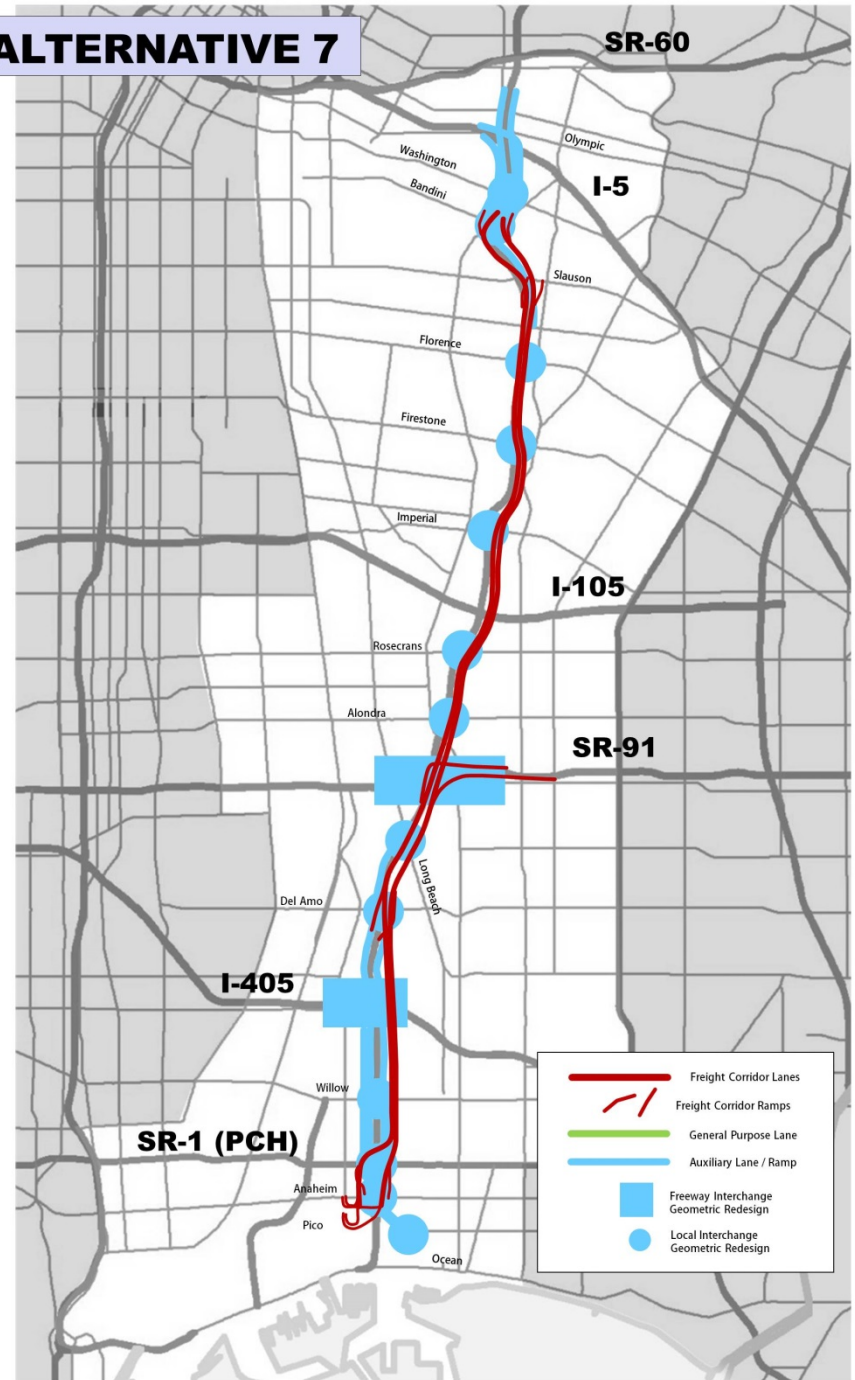 ALTERNATIVE 7
SR-60
Olympic
Washington
I-5
Bandini
Slauson
Florence
Firestone
Imperial
I-105
Rosecrans
Alondra
SR-91
Long Beach
Del Amo
I-405
Willow
SR-1 (PCH)
Anaheim
Pico
Ocean
Freight Corridor Lanes
Freight Corridor Ramps
General Purpose Lane
Auxiliary Lane / Ramp
Freeway Interchange
Geometric Redesign
Local Interchange
Geometric Redesign